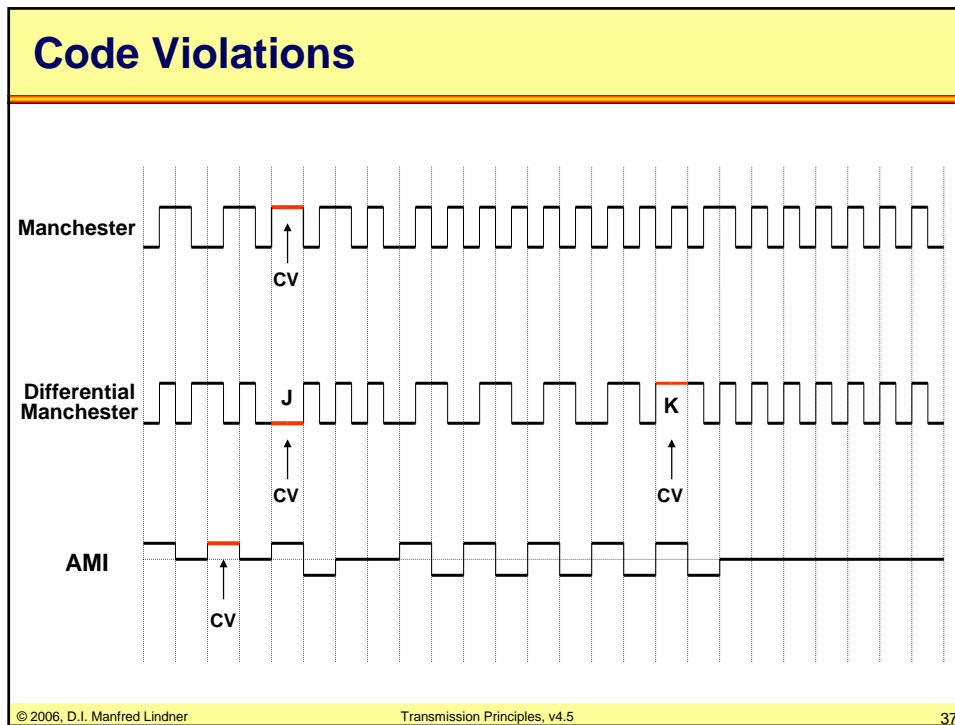 Code Violations
Manchester
CV
Differential
Manchester
J
K
CV
CV
AMI
CV
© 2006, D.I. Manfred Lindner
Transmission Principles, v4.5
37